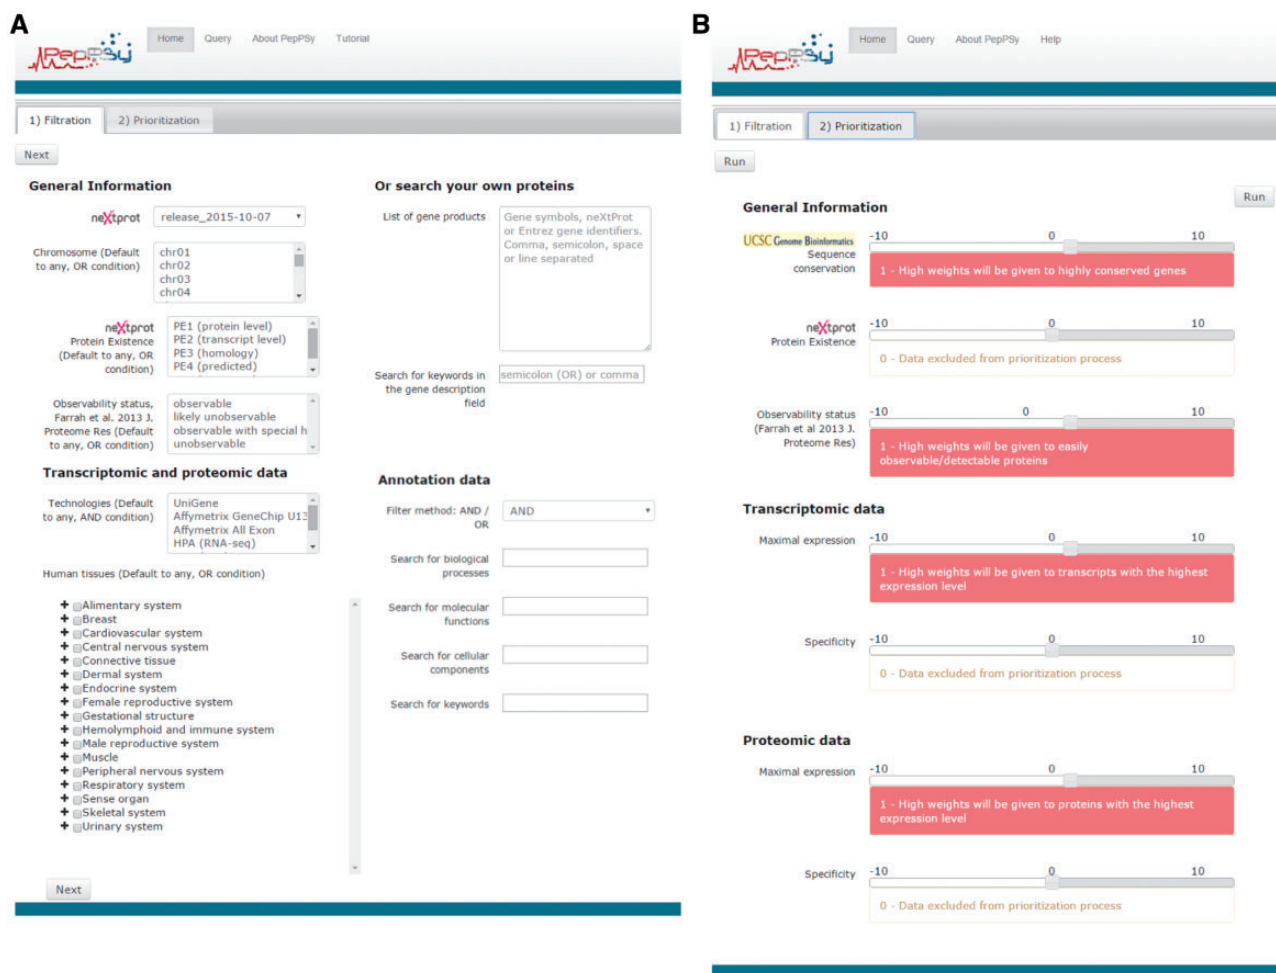 A
PepPSy
Home Query About PepPSy Tutorial
1) Filtration 2) Prioritization
Next
General Information
neXtprot release_2015-10-07
Chromosome (Default
to any, OR condition)
chr01
chr02
chr03
chr04
neXtprot
Protein Existence
(Default to any, OR
condition)
PE1 (protein level)
PE2 (transcript level)
PE3 (homology)
PE4 (predicted)
Observability status,
Farrah et al. 2013 J.
Proteome Res (Default
to any, OR condition)
observable
likely unobservable
observable with special h
unobservable
Transcriptomic and proteomic data
Technologies (Default
to any, AND condition)
UniGene
Affymetrix GeneChip U13
Affymetrix All Exon
HPA (RNA-seq)
Human tissues (Default to any, OR condition)
Alimentary system
Breast
Cardiovascular system
Central nervous system
Connective tissue
Dermal system
Endocrine system
Female reproductive system
Gestational structure
Hemolymphoid and immune system
Male reproductive system
Muscle
Peripheral nervous system
Respiratory system
Sense organ
Skeletal system
Urinary system
Next
Or search your own proteins
List of gene products
Gene symbols, neXtProt
or Entrez gene identifiers.
Comma, semicolon, space
or line separated
Search for keywords in
the gene description
field
semicolon (OR) or comma
Annotation data
Filter method: AND /
OR
AND
Search for biological
processes
Search for molecular
functions
Search for cellular
components
Search for keywords
B
PepPSy
Home Query About PepPSy Help
1) Filtration 2) Prioritization
Run
Run
General Information
UCSC Genome Bioinformatics
Sequence
conservation
-10 0 10
1 - High weights will be given to highly conserved genes
neXtprot
Protein Existence
-10 0 10
0 - Data excluded from prioritization process
Observability status
(Farrah et al 2013 J.
Proteome Res)
-10 0 10
1 - High weights will be given to easily
observable/detectable proteins
Transcriptomic data
Maximal expression
-10 0 10
1 - High weights will be given to transcripts with the highest
expression level
Specificity
-10 0 10
0 - Data excluded from prioritization process
Proteomic data
Maximal expression
-10 0 10
1 - High weights will be given to proteins with the highest
expression level
Specificity
-10 0 10
0 - Data excluded from prioritization process